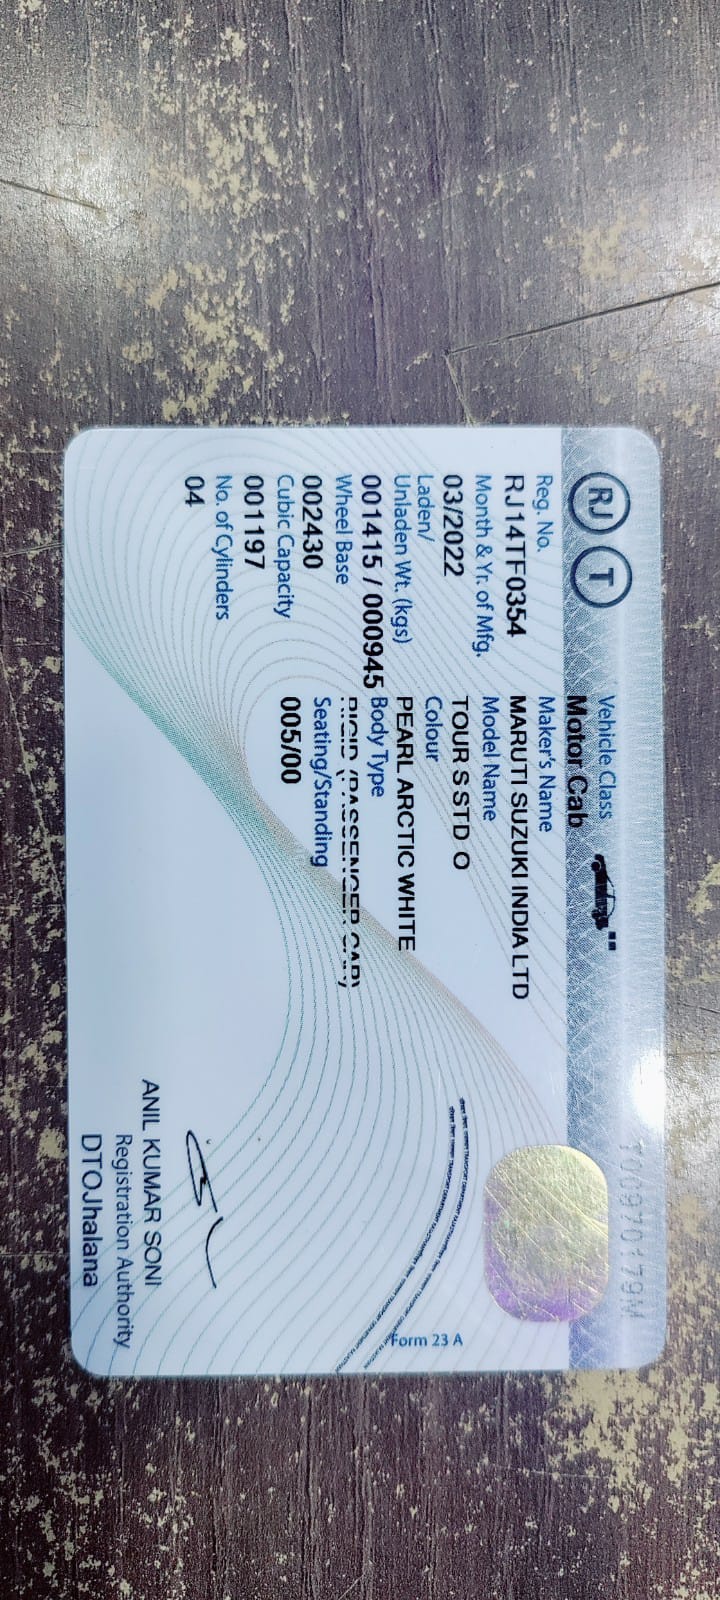 RJ T
Vehicle Class
Motor Cab
Reg. No.
RJ14TF0354
Maker's Name
MARUTI SUZUKI INDIA LTD
Month & Yr. of Mfg.
03/2022
Model Name
TOUR S STD O
Laden/
Unladen Wt. (kgs)
001415 / 000945
Colour
PEARL ARCTIC WHITE
Wheel Base
002430
Body Type
RIGID (PASSENGER CAR)
Cubic Capacity
001197
Seating/Standing
005/00
No. of Cylinders
04
Form 23 A
ANIL KUMAR SONI
Registration Authority
DTOJhalana